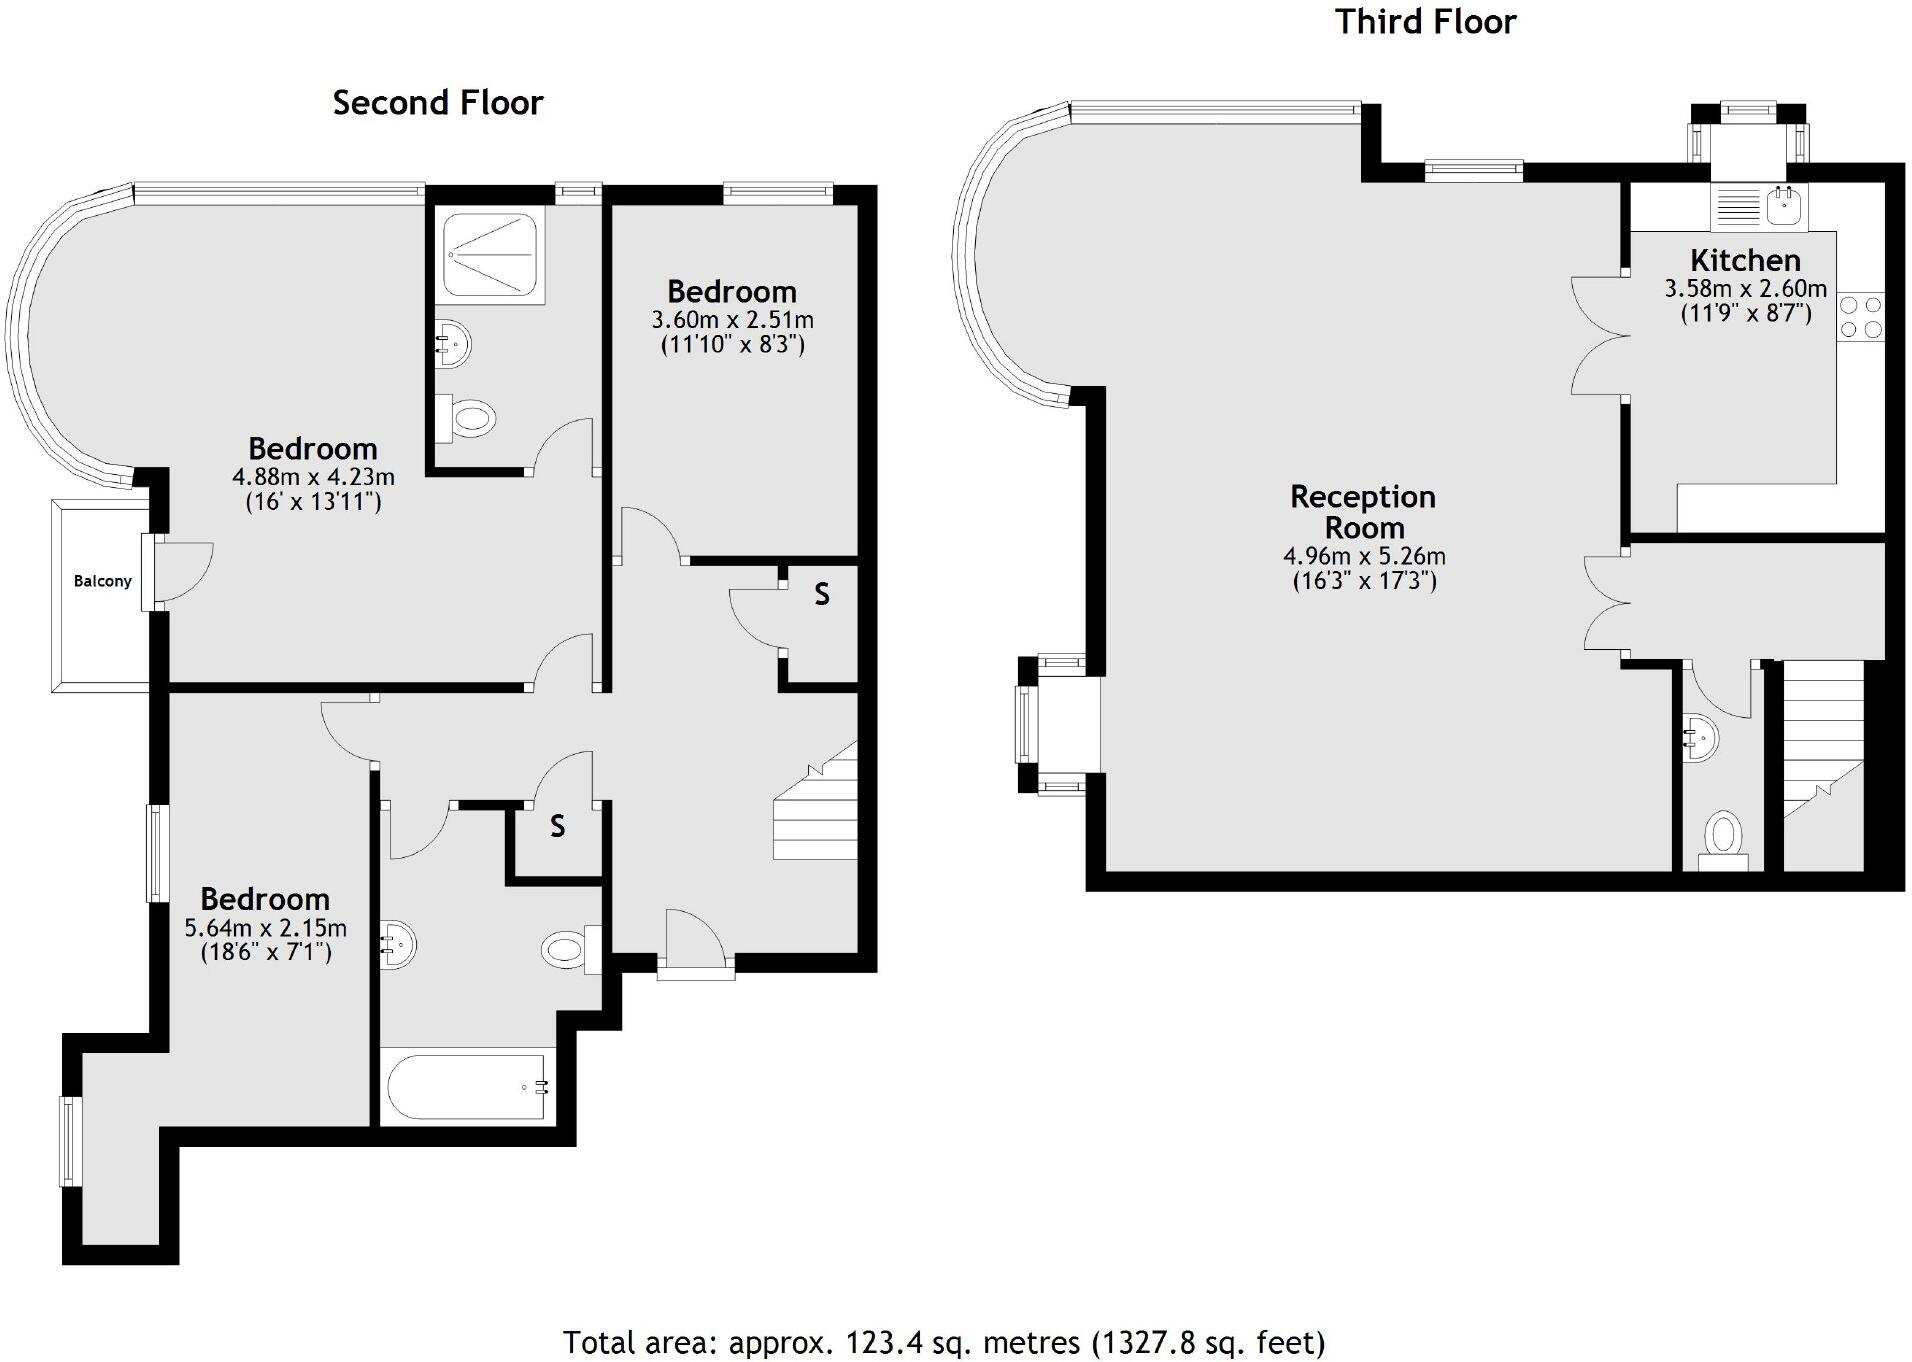 Third Floor
Second Floor
Bedroom
4.88m x 4.23m
(16' x 13'11")
Bedroom
3.60m x 2.51m
(11'10" x 8'3")
Balcony
S
S
Bedroom
5.64m x 2.15m
(18'6" x 7'1")
Kitchen
3.58m x 2.60m
(11'9" x 8'7")
Reception
Room
4.96m x 5.26m
(16'3" x 17'3")
Total area: approx. 123.4 sq. metres (1327.8 sq. feet)